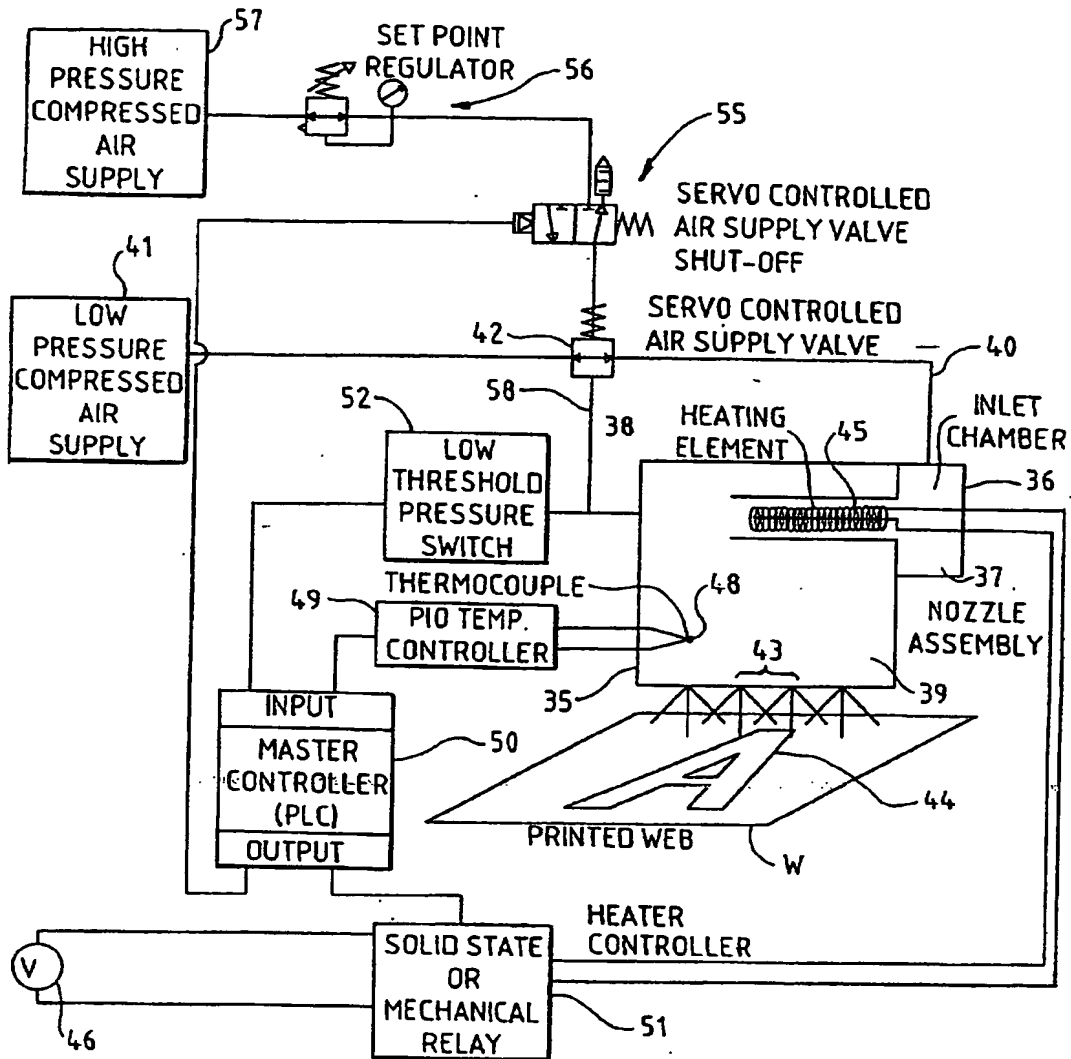 57
HIGH
PRESSURE
COMPRESSED
AIR
SUPPLY
SET POINT
REGULATOR
56
55
SERVO CONTROLLED
AIR SUPPLY VALVE
SHUT-OFF
41
LOW
PRESSURE
COMPRESSED
AIR
SUPPLY
42
SERVO CONTROLLED
AIR SUPPLY VALVE
40
58
38
52
LOW
THRESHOLD
PRESSURE
SWITCH
HEATING
ELEMENT
45
INLET
CHAMBER
36
37
NOZZLE
ASSEMBLY
THERMOCOUPLE
48
49
PIO TEMP.
CONTROLLER
43
35
39
INPUT
MASTER
CONTROLLER
(PLC)
OUTPUT
50
A
44
PRINTED WEB
W
HEATER
CONTROLLER
SOLID STATE
OR
MECHANICAL
RELAY
51
V
46